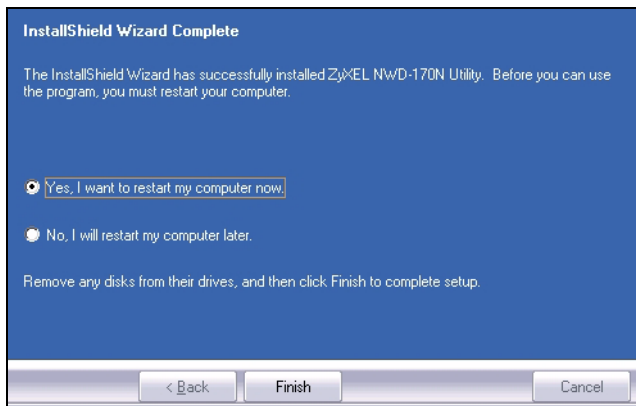 InstallShield Wizard Complete
The InstallShield Wizard has successfully installed ZyXEL NWD-170N Utility. Before you can use
the program, you must restart your computer.
Yes, I want to restart my computer now.
No, I will restart my computer later.
Remove any disks from their drives, and then click Finish to complete setup.
< Back Finish Cancel